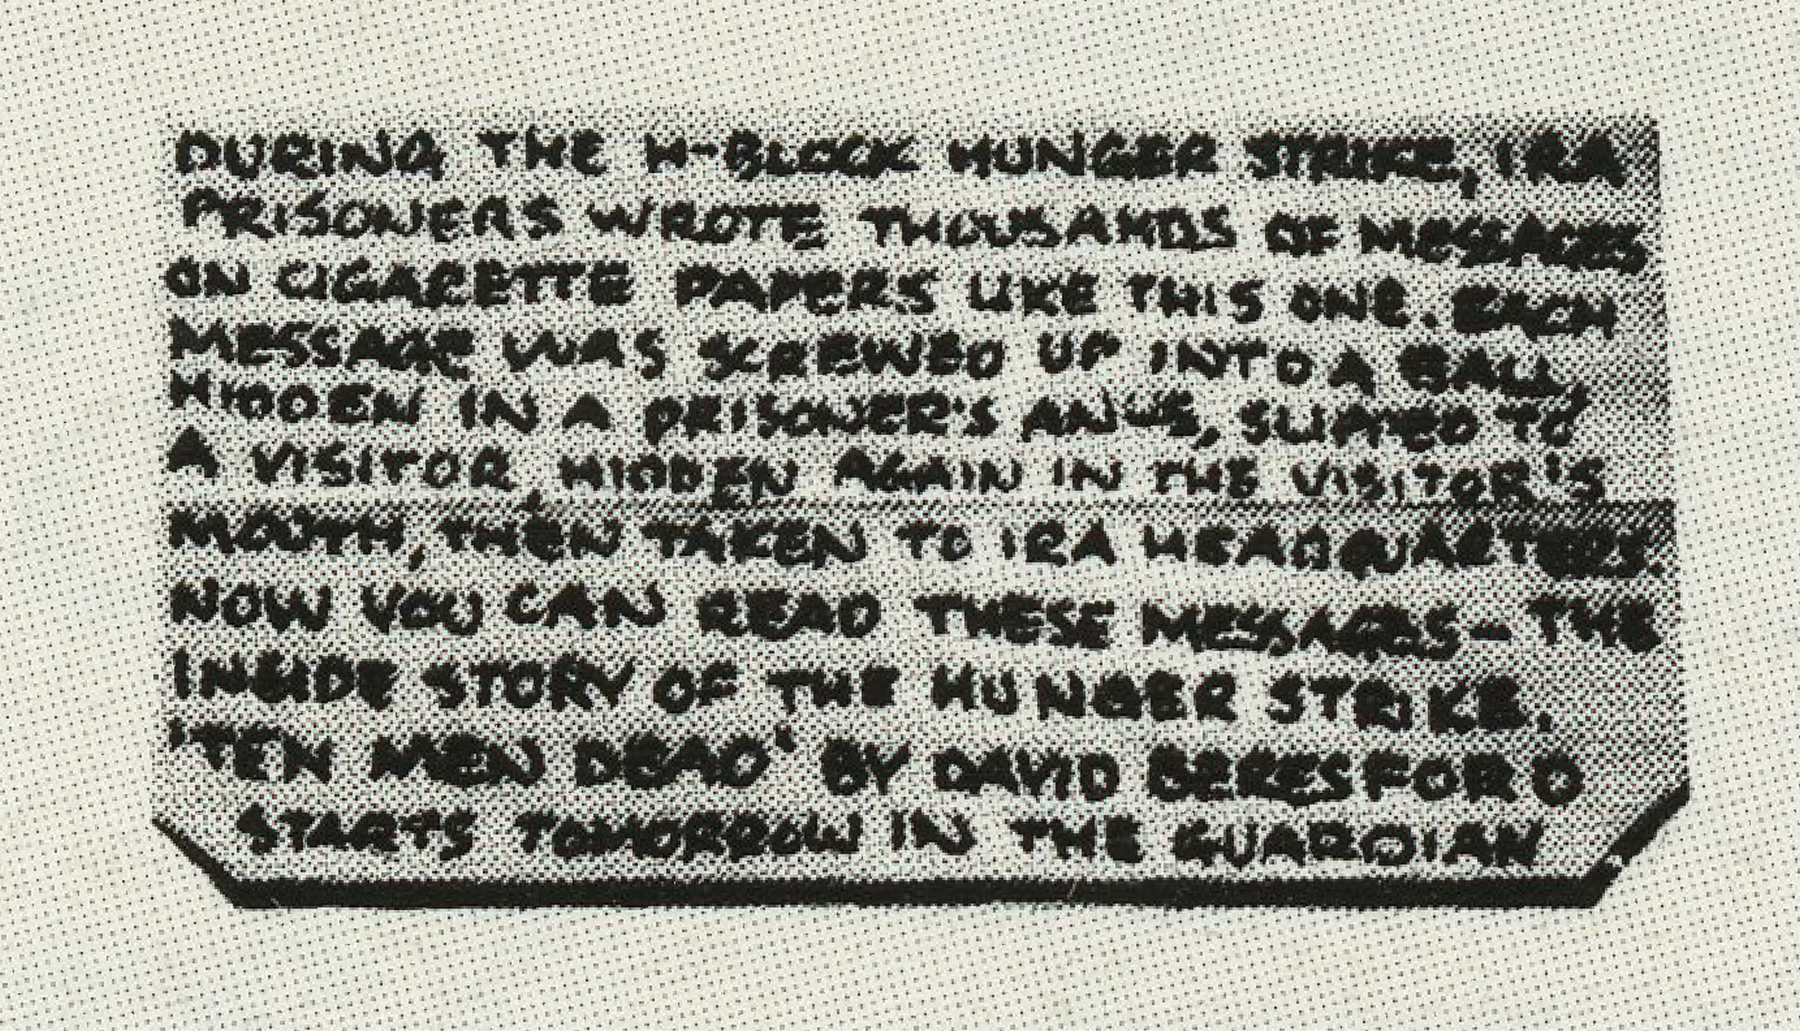 DURING THE H-BLOCK HUNGER STRIKE, IRA
PRISONERS WROTE THOUSANDS OF MESSAGES
ON CIGARETTE PAPERS LIKE THIS ONE. EACH
MESSAGE WAS SCREWED UP INTO A BALL,
HIDDEN IN A PRISONER'S ANUS, SLIPPED TO
A VISITOR, HIDDEN AGAIN IN THE VISITOR'S
MOUTH, THEN TAKEN TO IRA HEADQUARTERS.
NOW YOU CAN READ THESE MESSAGES - THE
INSIDE STORY OF THE HUNGER STRIKE.
'TEN MEN DEAD' BY DAVID BERESFORD
STARTS TOMORROW IN THE GUARDIAN